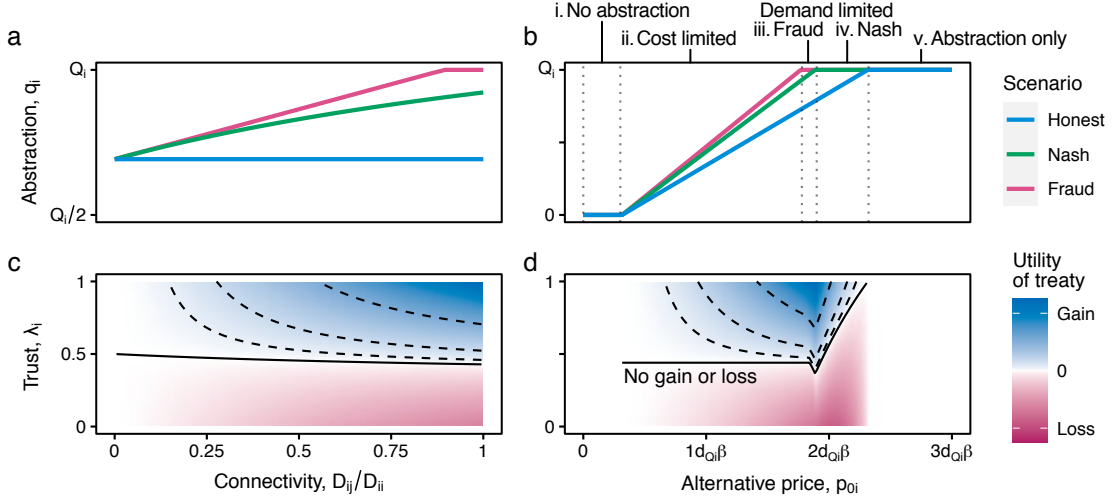 a
b
i. No abstraction
ii. Cost limited
Demand limited
iii. Fraud
iv. Nash
v. Abstraction only
Qᵢ
Qᵢ/2
Abstraction, qᵢ
Qᵢ
0
Scenario
Honest
Nash
Fraud
c
d
1
0.5
0
Trust, λᵢ
0
0.25
0.5
0.75
1
Connectivity, Dᵢⱼ/Dᵢᵢ
1
0.5
0
No gain or loss
0
1d_Qiβ
2d_Qiβ
3d_Qiβ
Alternative price, p₀ᵢ
Utility
of treaty
Gain
0
Loss